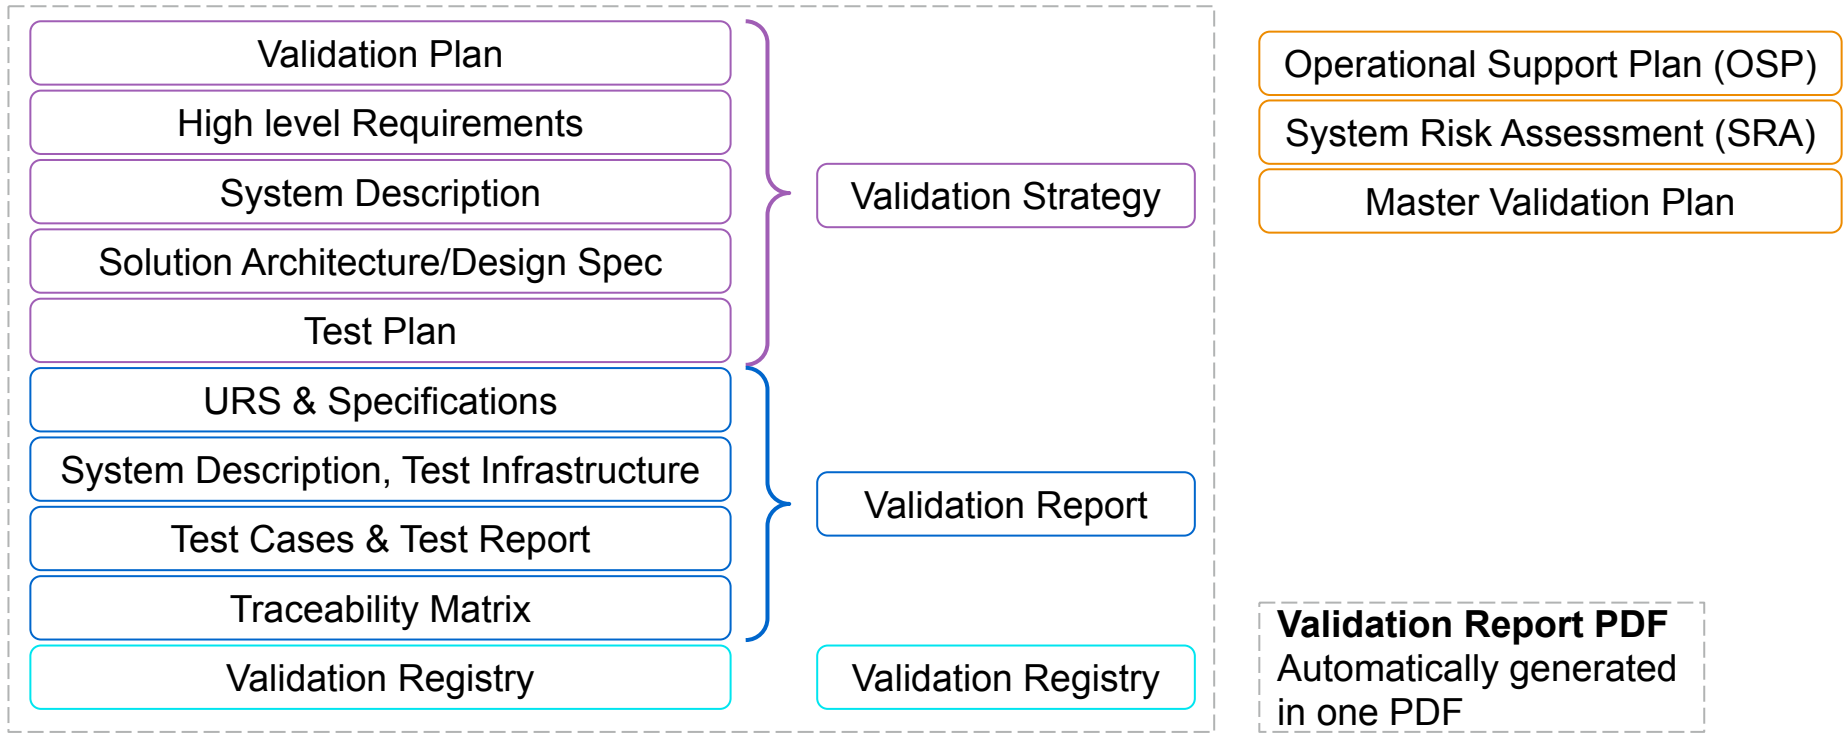 Validation Plan
High level Requirements
System Description
Solution Architecture/Design Spec
Test Plan
URS & Specifications
System Description, Test Infrastructure
Test Cases & Test Report
Traceability Matrix
Validation Registry
Validation Strategy
Validation Report
Validation Registry
Operational Support Plan (OSP)
System Risk Assessment (SRA)
Master Validation Plan
Validation Report PDF
Automatically generated
in one PDF